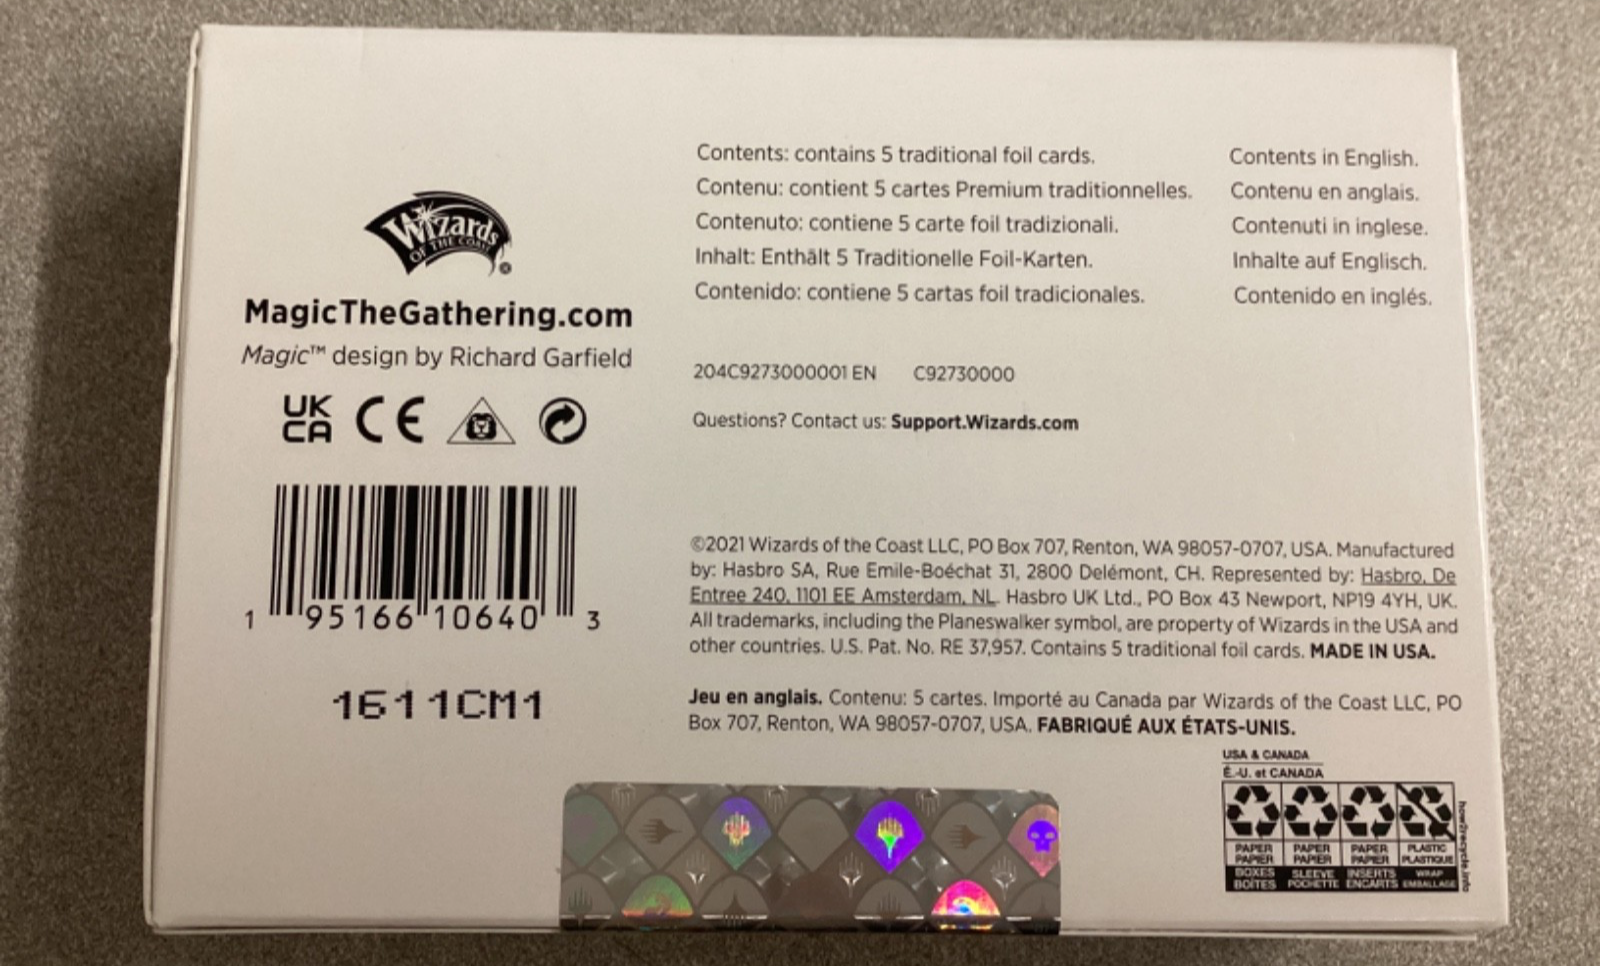 Wizards
OF THE COAST
®
MagicTheGathering.com
Magic™ design by Richard Garfield
UK
CA CE
1 95166 10640 3
1611CM1
Contents: contains 5 traditional foil cards.
Contenu: contient 5 cartes Premium traditionnelles.
Contenuto: contiene 5 carte foil tradizionali.
Inhalt: Enthält 5 Traditionelle Foil-Karten.
Contenido: contiene 5 cartas foil tradicionales.
Contents in English.
Contenu en anglais.
Contenuti in inglese.
Inhalte auf Englisch.
Contenido en inglés.
204C9273000001 EN C92730000
Questions? Contact us: Support.Wizards.com
©2021 Wizards of the Coast LLC, PO Box 707, Renton, WA 98057-0707, USA. Manufactured
by: Hasbro SA, Rue Emile-Boéchat 31, 2800 Delémont, CH. Represented by: Hasbro, De
Entree 240, 1101 EE Amsterdam, NL. Hasbro UK Ltd., PO Box 43 Newport, NP19 4YH, UK.
All trademarks, including the Planeswalker symbol, are property of Wizards in the USA and
other countries. U.S. Pat. No. RE 37,957. Contains 5 traditional foil cards. MADE IN USA.
Jeu en anglais. Contenu: 5 cartes. Importé au Canada par Wizards of the Coast LLC, PO
Box 707, Renton, WA 98057-0707, USA. FABRIQUÉ AUX ÉTATS-UNIS.
USA & CANADA
É.-U. et CANADA
PAPER PAPER PAPER PLASTIC
PAPIER PAPIER PAPIER PLASTIQUE
BOXES SLEEVE INSERTS WRAP
BOÎTES POCHETTE ENCARTS EMBALLAGE
how2recycle.info